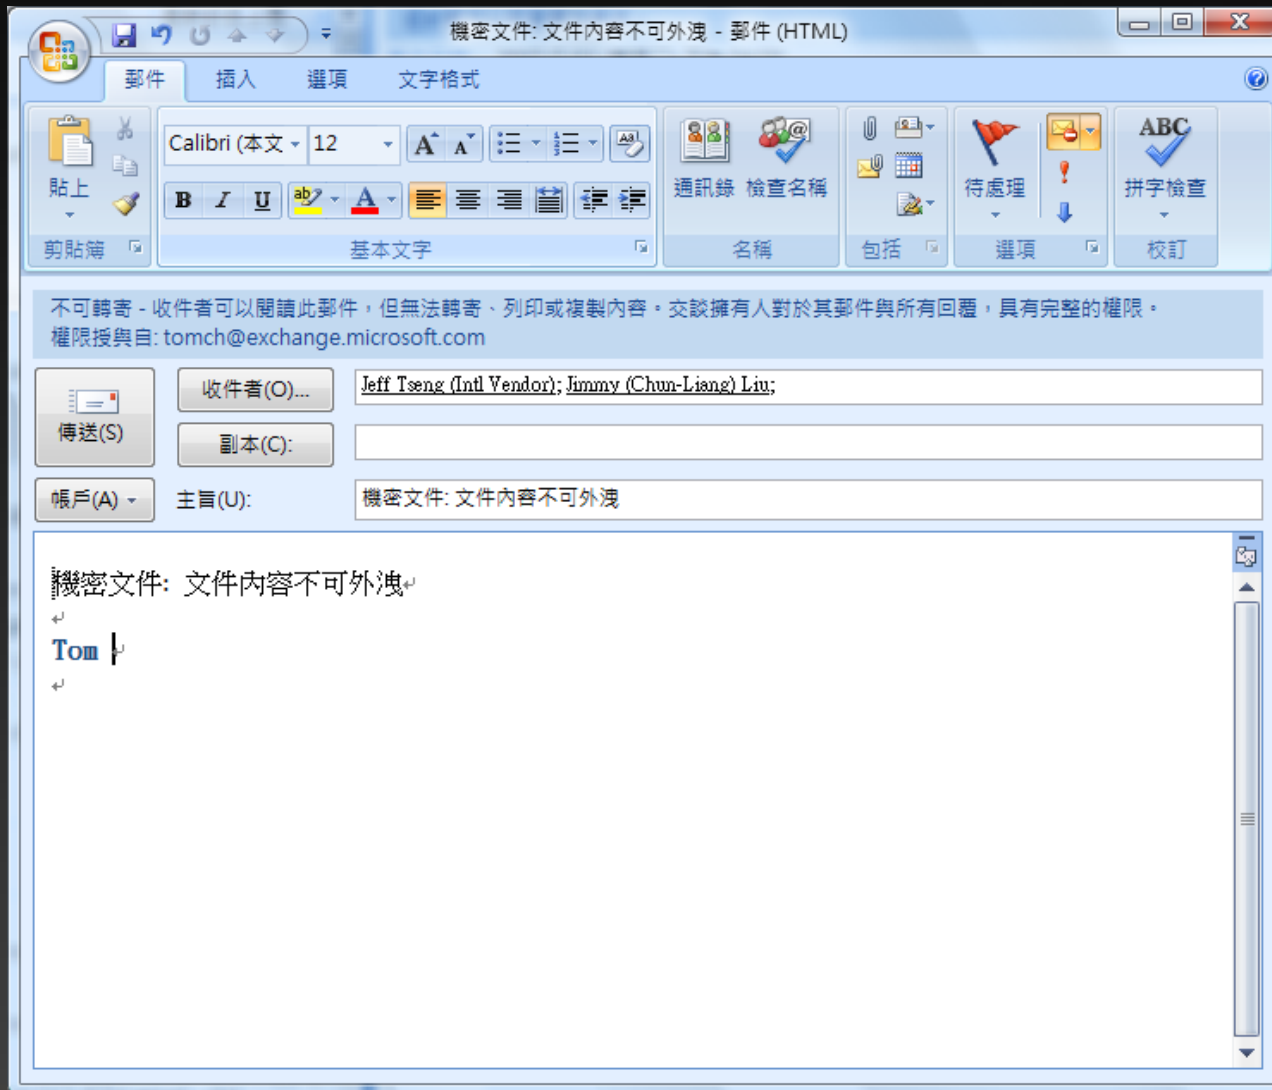 機密文件: 文件內容不可外洩 - 郵件 (HTML)
郵件 插入 選項 文字格式
Calibri (本文 12
貼上
B I U ab A
通訊錄 檢查名稱
待處理
ABC
拼字檢查
剪貼簿 基本文字 名稱 包括 選項 校訂
不可轉寄 - 收件者可以閱讀此郵件，但無法轉寄、列印或複製內容。交談擁有人對於其郵件與所有回覆，具有完整的權限。
權限授與自: tomch@exchange.microsoft.com
傳送(S)
收件者(O)... Jeff Tseng (Intl Vendor); Jimmy (Chun-Liang) Liu;
副本(C):
帳戶(A) 主旨(U): 機密文件: 文件內容不可外洩
機密文件: 文件內容不可外洩
Tom